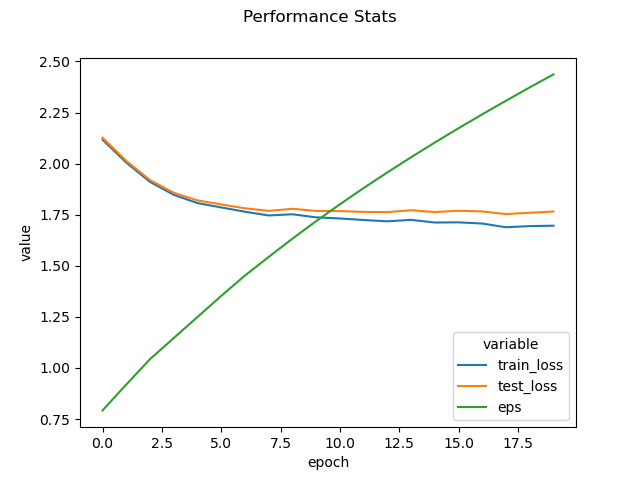 Performance Stats
2.50
2.25
2.00
1.75
1.50
1.25
1.00
0.75
value
variable
train_loss
test_loss
eps
0.0 2.5 5.0 7.5 10.0 12.5 15.0 17.5
epoch